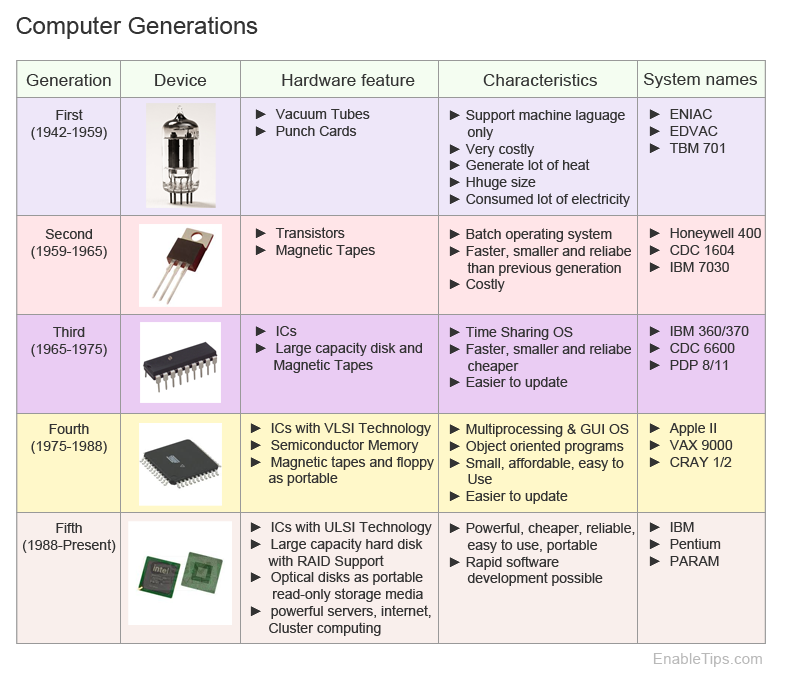 Computer Generations
Generation
Device
Hardware feature
Characteristics
System names
First
(1942-1959)
► Vacuum Tubes
► Punch Cards
► Support machine laguage
only
► Very costly
► Generate lot of heat
► Hhuge size
► Consumed lot of electricity
► ENIAC
► EDVAC
► TBM 701
Second
(1959-1965)
► Transistors
► Magnetic Tapes
► Batch operating system
► Faster, smaller and reliabe
than previous generation
► Costly
► Honeywell 400
► CDC 1604
► IBM 7030
Third
(1965-1975)
► ICs
► Large capacity disk and
Magnetic Tapes
► Time Sharing OS
► Faster, smaller and reliabe
cheaper
► Easier to update
► IBM 360/370
► CDC 6600
► PDP 8/11
Fourth
(1975-1988)
► ICs with VLSI Technology
► Semiconductor Memory
► Magnetic tapes and floppy
as portable
► Multiprocessing & GUI OS
► Object oriented programs
► Small, affordable, easy to
Use
► Easier to update
► Apple II
► VAX 9000
► CRAY 1/2
Fifth
(1988-Present)
intel
► ICs with ULSI Technology
► Large capacity hard disk
with RAID Support
► Optical disks as portable
read-only storage media
► powerful servers, internet,
Cluster computing
► Powerful, cheaper, reliable,
easy to use, portable
► Rapid software
development possible
► IBM
► Pentium
► PARAM
EnableTips.com